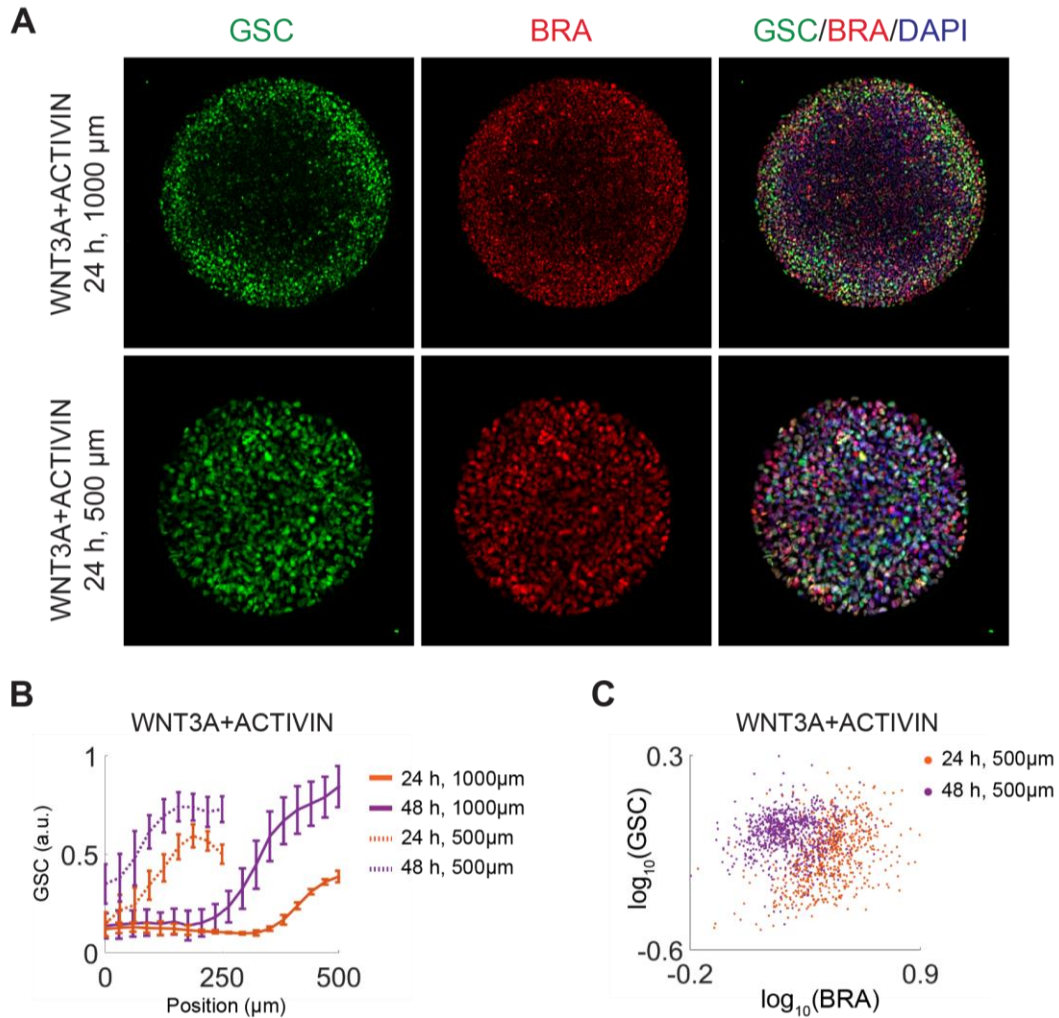 A
GSC
BRA
GSC/BRA/DAPI
WNT3A+ACTIVIN
24 h, 1000 µm
WNT3A+ACTIVIN
24 h, 500 µm
B
WNT3A+ACTIVIN
GSC (a.u.)
1
0.5
0
0
250
500
Position (µm)
24 h, 1000µm
48 h, 1000µm
24 h, 500µm
48 h, 500µm
C
WNT3A+ACTIVIN
log10(GSC)
0.3
-0.6
-0.2
0.9
log10(BRA)
24 h, 500µm
48 h, 500µm